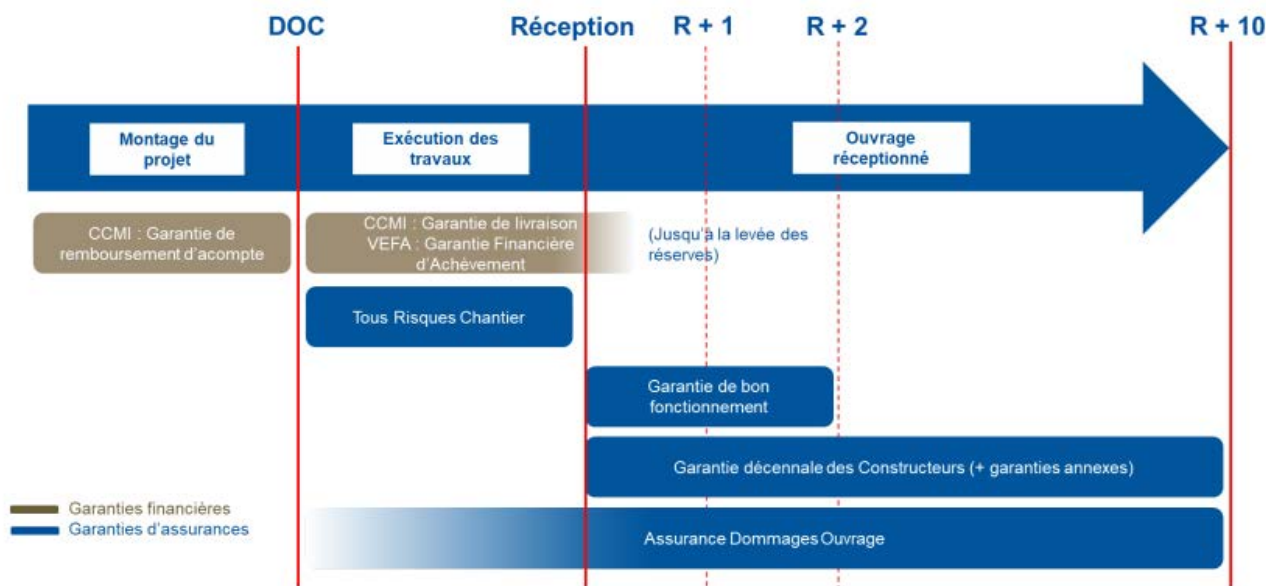 DOC
Réception
R + 1
R + 2
R + 10
Montage du
projet
Exécution des
travaux
Ouvrage
réceptionné
CCMI : Garantie de
remboursement d'acompte
CCMI : Garantie de livraison
VEFA : Garantie Financière
d'Achèvement
(Jusqu'à la levée des
réserves)
Tous Risques Chantier
Garantie de bon
fonctionnement
Garantie décennale des Constructeurs (+ garanties annexes)
Garanties financières
Garanties d'assurances
Assurance Dommages Ouvrage